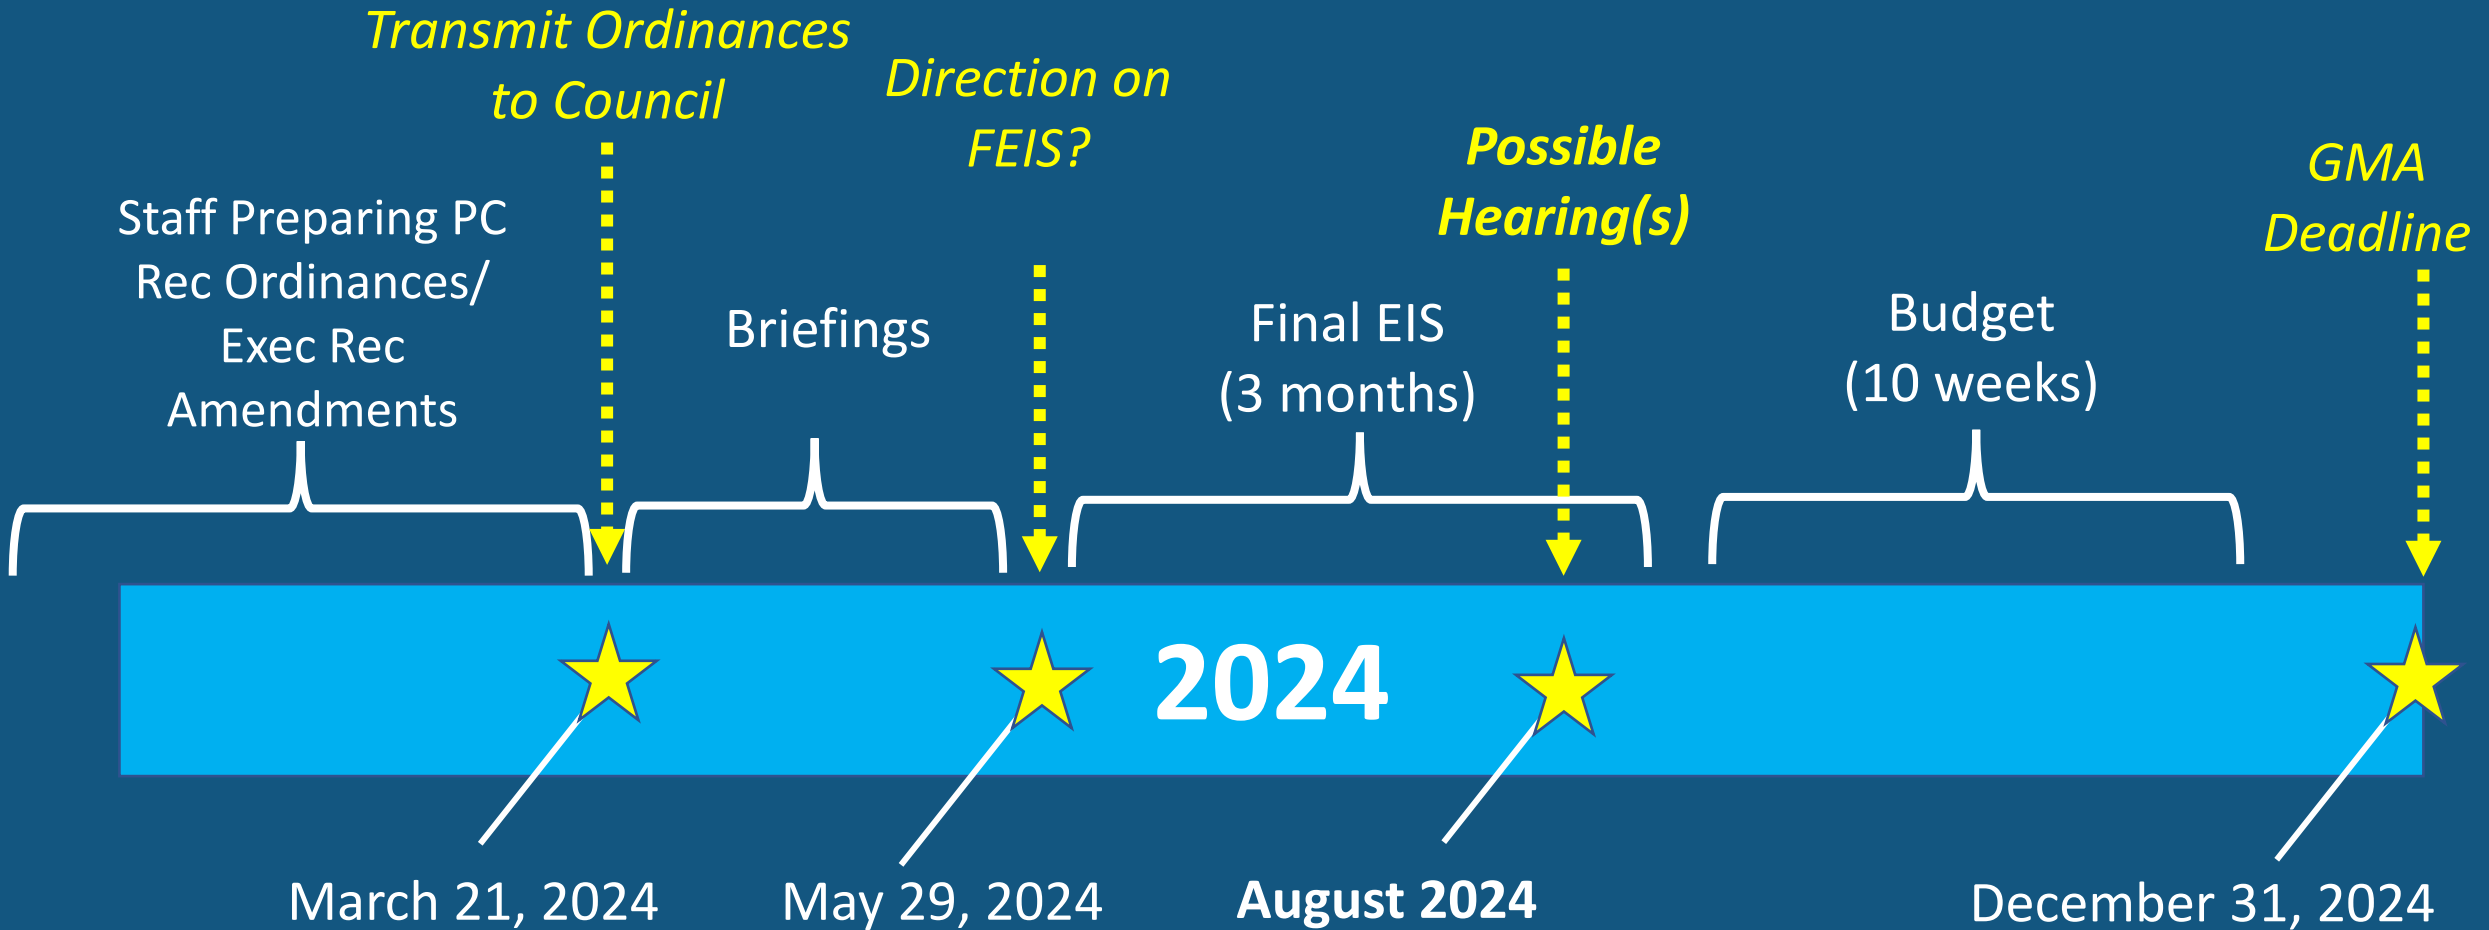 Transmit Ordinances
to Council
Direction on
FEIS?
Possible
Hearing(s)
GMA
Deadline
Staff Preparing PC
Rec Ordinances/
Exec Rec
Amendments
Briefings
Final EIS
(3 months)
Budget
(10 weeks)
2024
March 21, 2024
May 29, 2024
August 2024
December 31, 2024